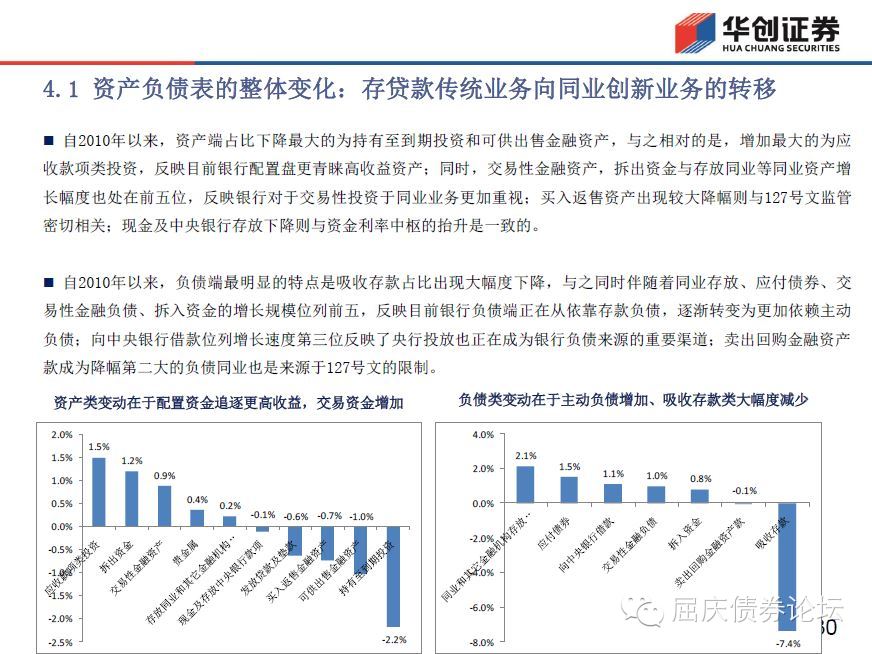 华创证券
HUA CHUANG SECURITIES
4.1 资产负债表的整体变化：存贷款传统业务向同业创新业务的转移
■ 自2010年以来，资产端占比下降最大的为持有至到期投资和可供出售金融资产，与之相对的是，增加最大的为应
收款项类投资，反映目前银行配置盘更青睐高收益资产；同时，交易性金融资产，拆出资金与存放同业等同业资产增
长幅度也处在前五位，反映银行对于交易性投资于同业业务更加重视；买入返售资产出现较大降幅则与127号文监管
密切相关；现金及中央银行存放下降则与资金利率中枢的抬升是一致的。
■ 自2010年以来，负债端最明显的特点是吸收存款占比出现大幅度下降，与之同时伴随着同业存放、应付债券、交
易性金融负债、拆入资金的增长规模位列前五，反映目前银行负债端正在从依靠存款负债，逐渐转变为更加依赖主动
负债；向中央银行借款位列增长速度第三位反映了央行投放也正在成为银行负债来源的重要渠道；卖出回购金融资产
款成为降幅第二大的负债同业也是来源于127号文的限制。
资产类变动在于配置资金追逐更高收益，交易资金增加
2.0%
1.5%
1.0%
0.5%
0.0%
-0.5%
-1.0%
-1.5%
-2.0%
-2.5%
1.5%
1.2%
0.9%
0.4%
0.2%
-0.1%
-0.6%
-0.7%
-1.0%
-2.2%
应收款项类投资
拆出资金
交易性金融资产
贵金属
存放同业和其它金融机构..
现金及存放中央银行款项
发放贷款及垫款
买入返售金融资产
可供出售金融资产
持有至到期投资
负债类变动在于主动负债增加、吸收存款类大幅度减少
4.0%
2.0%
0.0%
-2.0%
-4.0%
-6.0%
-8.0%
2.1%
1.5%
1.1%
1.0%
0.8%
-0.1%
-7.4%
同业和其它金融机构存放..
应付债券
向中央银行借款
交易性金融负债
拆入资金
卖出回购金融资产款
吸收存款
屈庆债券论坛